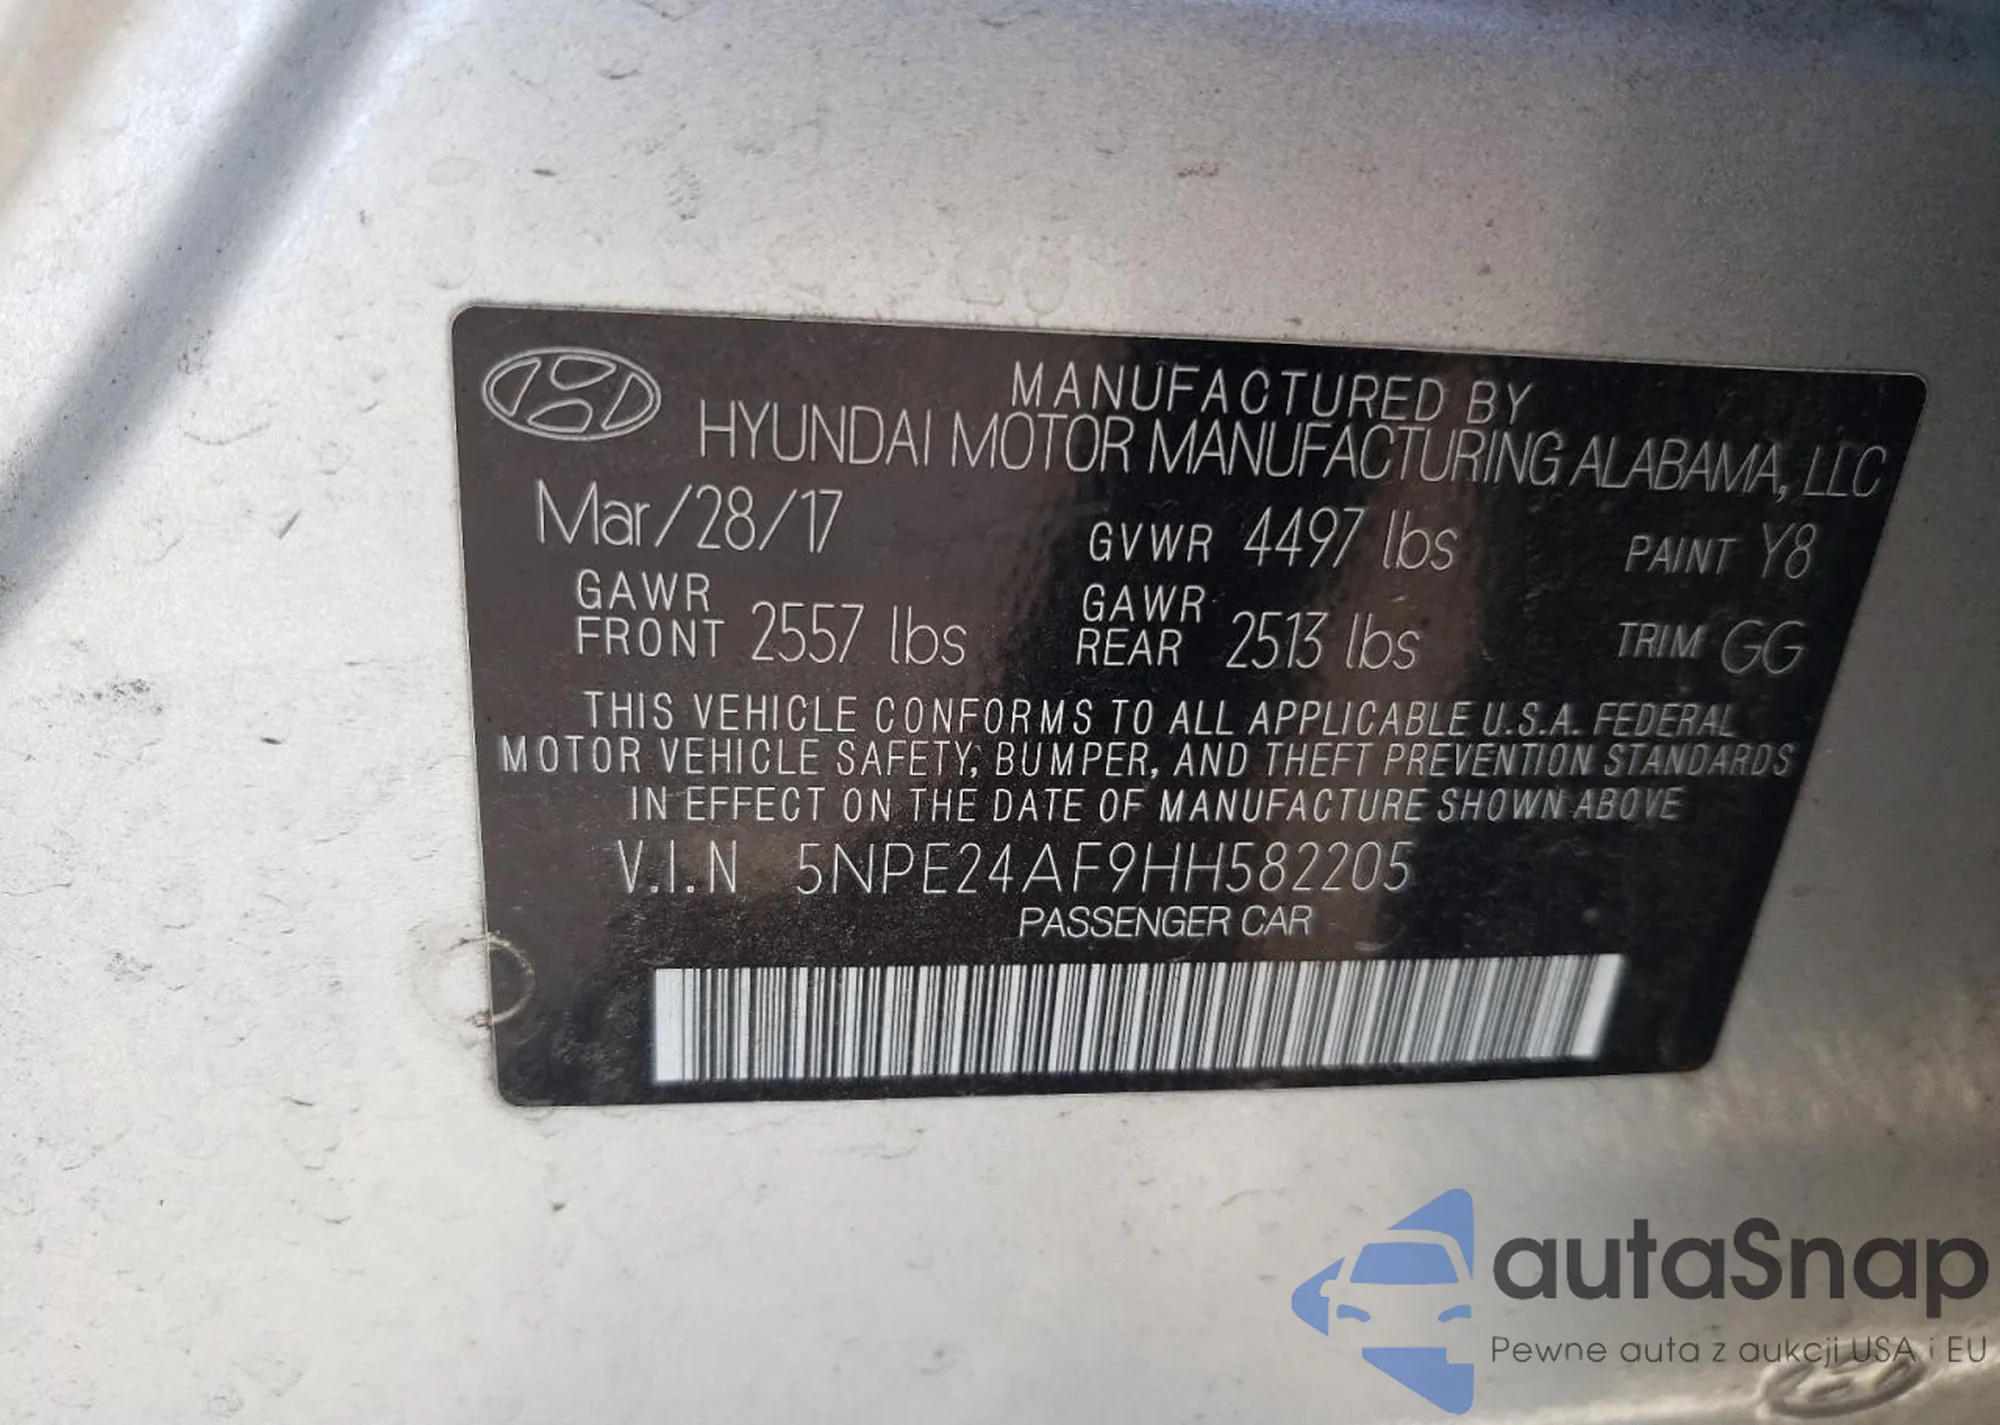 MANUFACTURED BY
HYUNDAI MOTOR MANUFACTURING ALABAMA, LLC
Mar/28/17 GVWR 4497 lbs PAINT Y8
GAWR FRONT 2557 lbs GAWR REAR 2513 lbs TRIM GG
THIS VEHICLE CONFORMS TO ALL APPLICABLE U.S.A. FEDERAL
MOTOR VEHICLE SAFETY, BUMPER, AND THEFT PREVENTION STANDARDS
IN EFFECT ON THE DATE OF MANUFACTURE SHOWN ABOVE
V.I.N 5NPE24AF9HH582205
PASSENGER CAR
autaSnap
Pewne auta z aukcji USA i EU